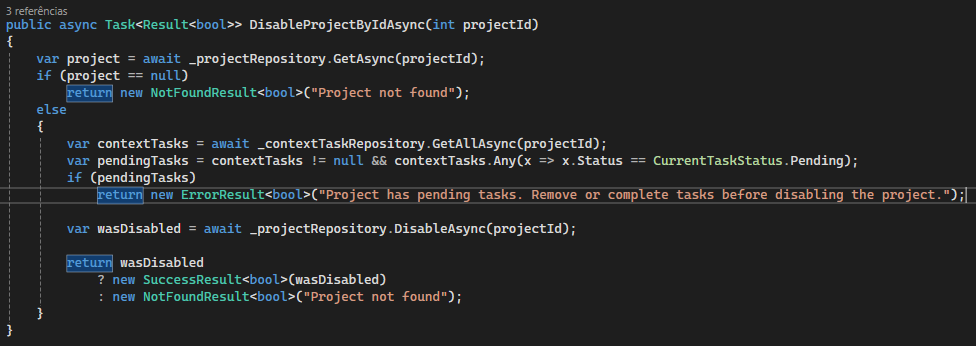 3 referências
public async Task<Result<bool>> DisableProjectByIdAsync(int projectId)
{
    var project = await _projectRepository.GetAsync(projectId);
    if (project == null)
        return new NotFoundResult<bool>("Project not found");
    else
    {
        var contextTasks = await _contextTaskRepository.GetAllAsync(projectId);
        var pendingTasks = contextTasks != null && contextTasks.Any(x => x.Status == CurrentTaskStatus.Pending);
        if (pendingTasks)
            return new ErrorResult<bool>("Project has pending tasks. Remove or complete tasks before disabling the project.");
        var wasDisabled = await _projectRepository.DisableAsync(projectId);
        return wasDisabled
            ? new SuccessResult<bool>(wasDisabled)
            : new NotFoundResult<bool>("Project not found");
    }
}